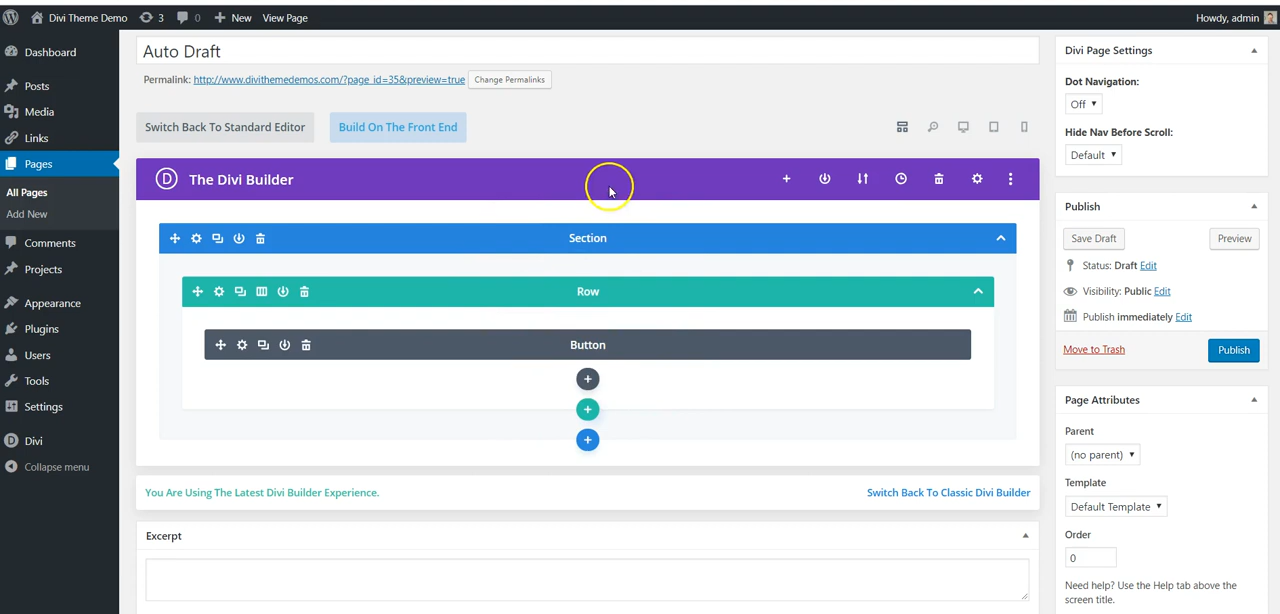 Divi Theme Demo 3 0 New View Page Howdy, admin
Dashboard
Posts
Media
Links
Pages
All Pages
Add New
Comments
Projects
Appearance
Plugins
Users
Tools
Settings
Divi
Collapse menu
Auto Draft
Permalink: http://www.divithemedemos.com/?page_id=35&preview=true Change Permalinks
Switch Back To Standard Editor Build On The Front End
D The Divi Builder
Section
Row
Button
You Are Using The Latest Divi Builder Experience. Switch Back To Classic Divi Builder
Excerpt
Divi Page Settings
Dot Navigation:
Off
Hide Nav Before Scroll:
Default
Publish
Save Draft Preview
Status: Draft Edit
Visibility: Public Edit
Publish immediately Edit
Move to Trash Publish
Page Attributes
Parent
(no parent)
Template
Default Template
Order
0
Need help? Use the Help tab above the
screen title.